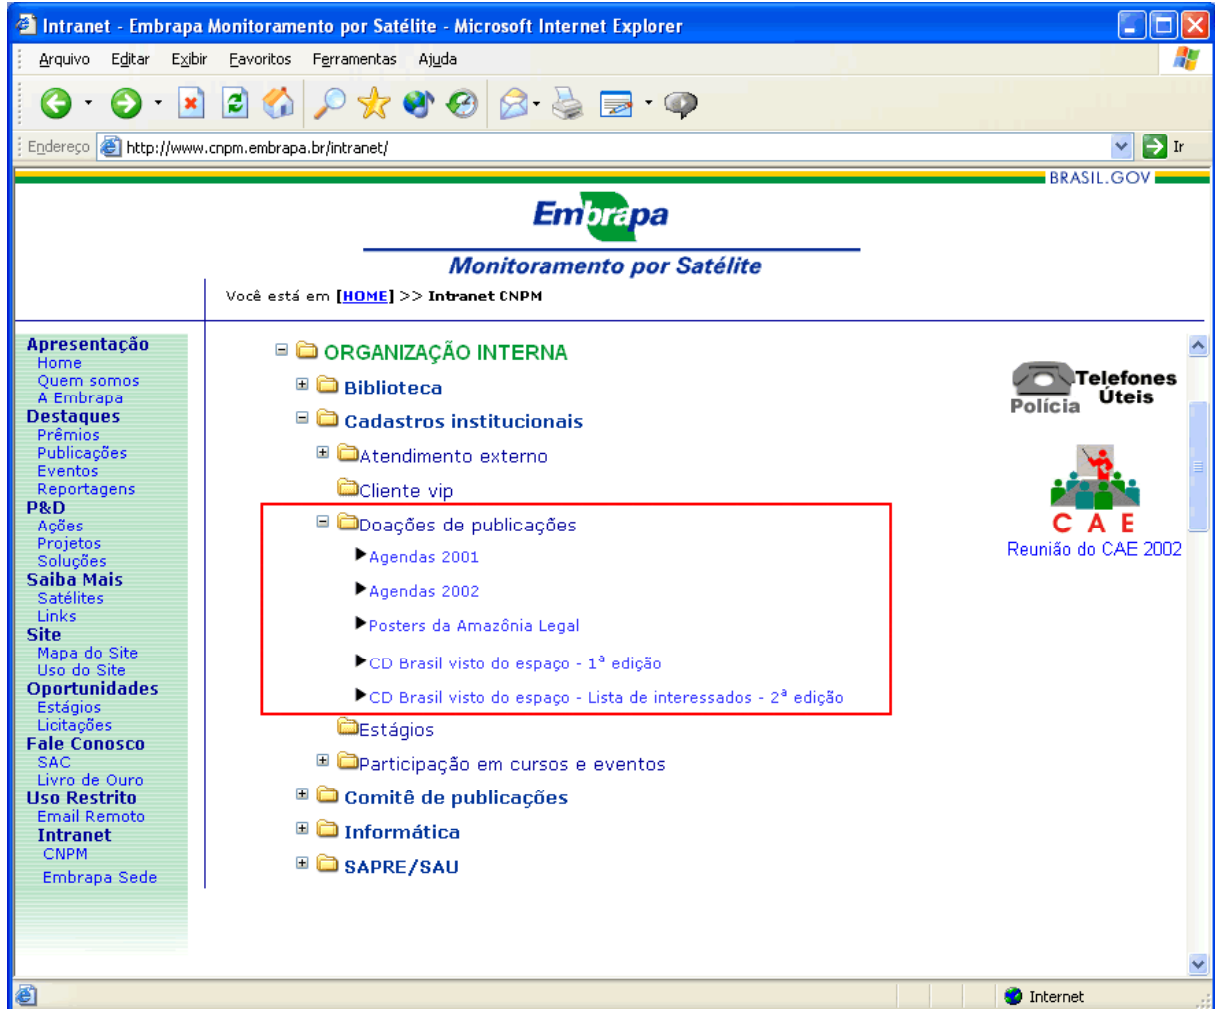 Intranet - Embrapa Monitoramento por Satélite - Microsoft Internet Explorer
Arquivo Editar Exibir Favoritos Ferramentas Ajuda
Endereço http://www.cnpm.embrapa.br/intranet/ Ir
BRASIL.GOV
Embrapa
Monitoramento por Satélite
Você está em [HOME] >> Intranet CNPM
Apresentação
Home
Quem somos
A Embrapa
Destaques
Prêmios
Publicações
Eventos
Reportagens
P&D
Ações
Projetos
Soluções
Saiba Mais
Satélites
Links
Site
Mapa do Site
Uso do Site
Oportunidades
Estágios
Licitações
Fale Conosco
SAC
Livro de Ouro
Uso Restrito
Email Remoto
Intranet
CNPM
Embrapa Sede
ORGANIZAÇÃO INTERNA
Biblioteca
Cadastros institucionais
Atendimento externo
Cliente vip
Doações de publicações
Agendas 2001
Agendas 2002
Posters da Amazônia Legal
CD Brasil visto do espaço - 1ª edição
CD Brasil visto do espaço - Lista de interessados - 2ª edição
Estágios
Participação em cursos e eventos
Comitê de publicações
Informática
SAPRE/SAU
Telefones
Úteis
Polícia
C A E
Reunião do CAE 2002
Internet